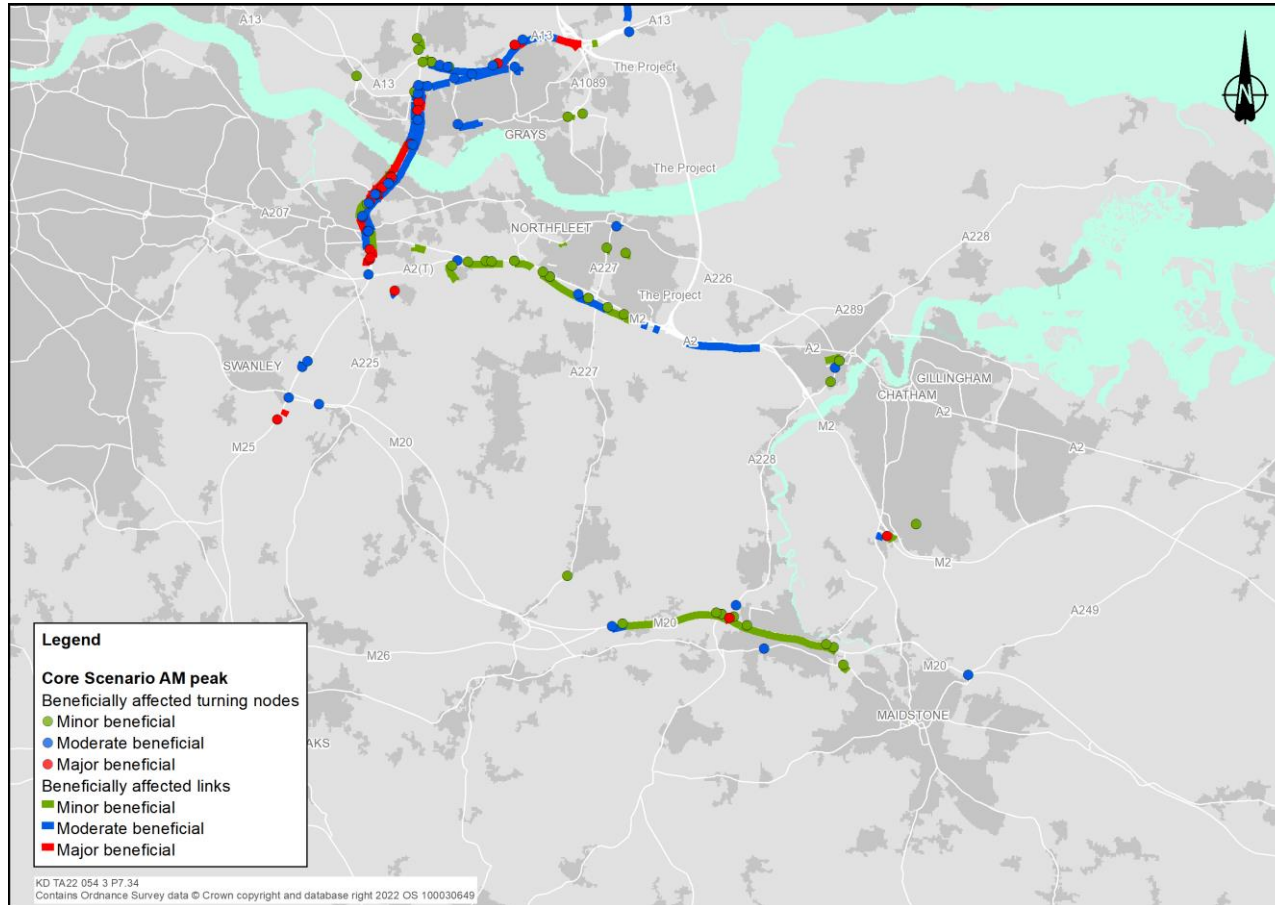 A13
A13
A13
The Project
A13
A1089
GRAYS
The Project
A207
NORTHFLEET
A228
A2(T)
A227
A226
The Project
M2
A289
A2
A2
SWANLEY
A225
A227
GILLINGHAM
CHATHAM
A2
M2
M25
M20
A228
A2
M2
A249
M20
M26
M20
MAIDSTONE
AKS
N
Legend
Core Scenario AM peak
Beneficially affected turning nodes
Minor beneficial
Moderate beneficial
Major beneficial
Beneficially affected links
Minor beneficial
Moderate beneficial
Major beneficial
KD TA22 054 3 P7.34
Contains Ordnance Survey data © Crown copyright and database right 2022 OS 100030649